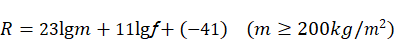 R = 23lgm + 11lgf + (−41) (m ≥ 200kg/m²)